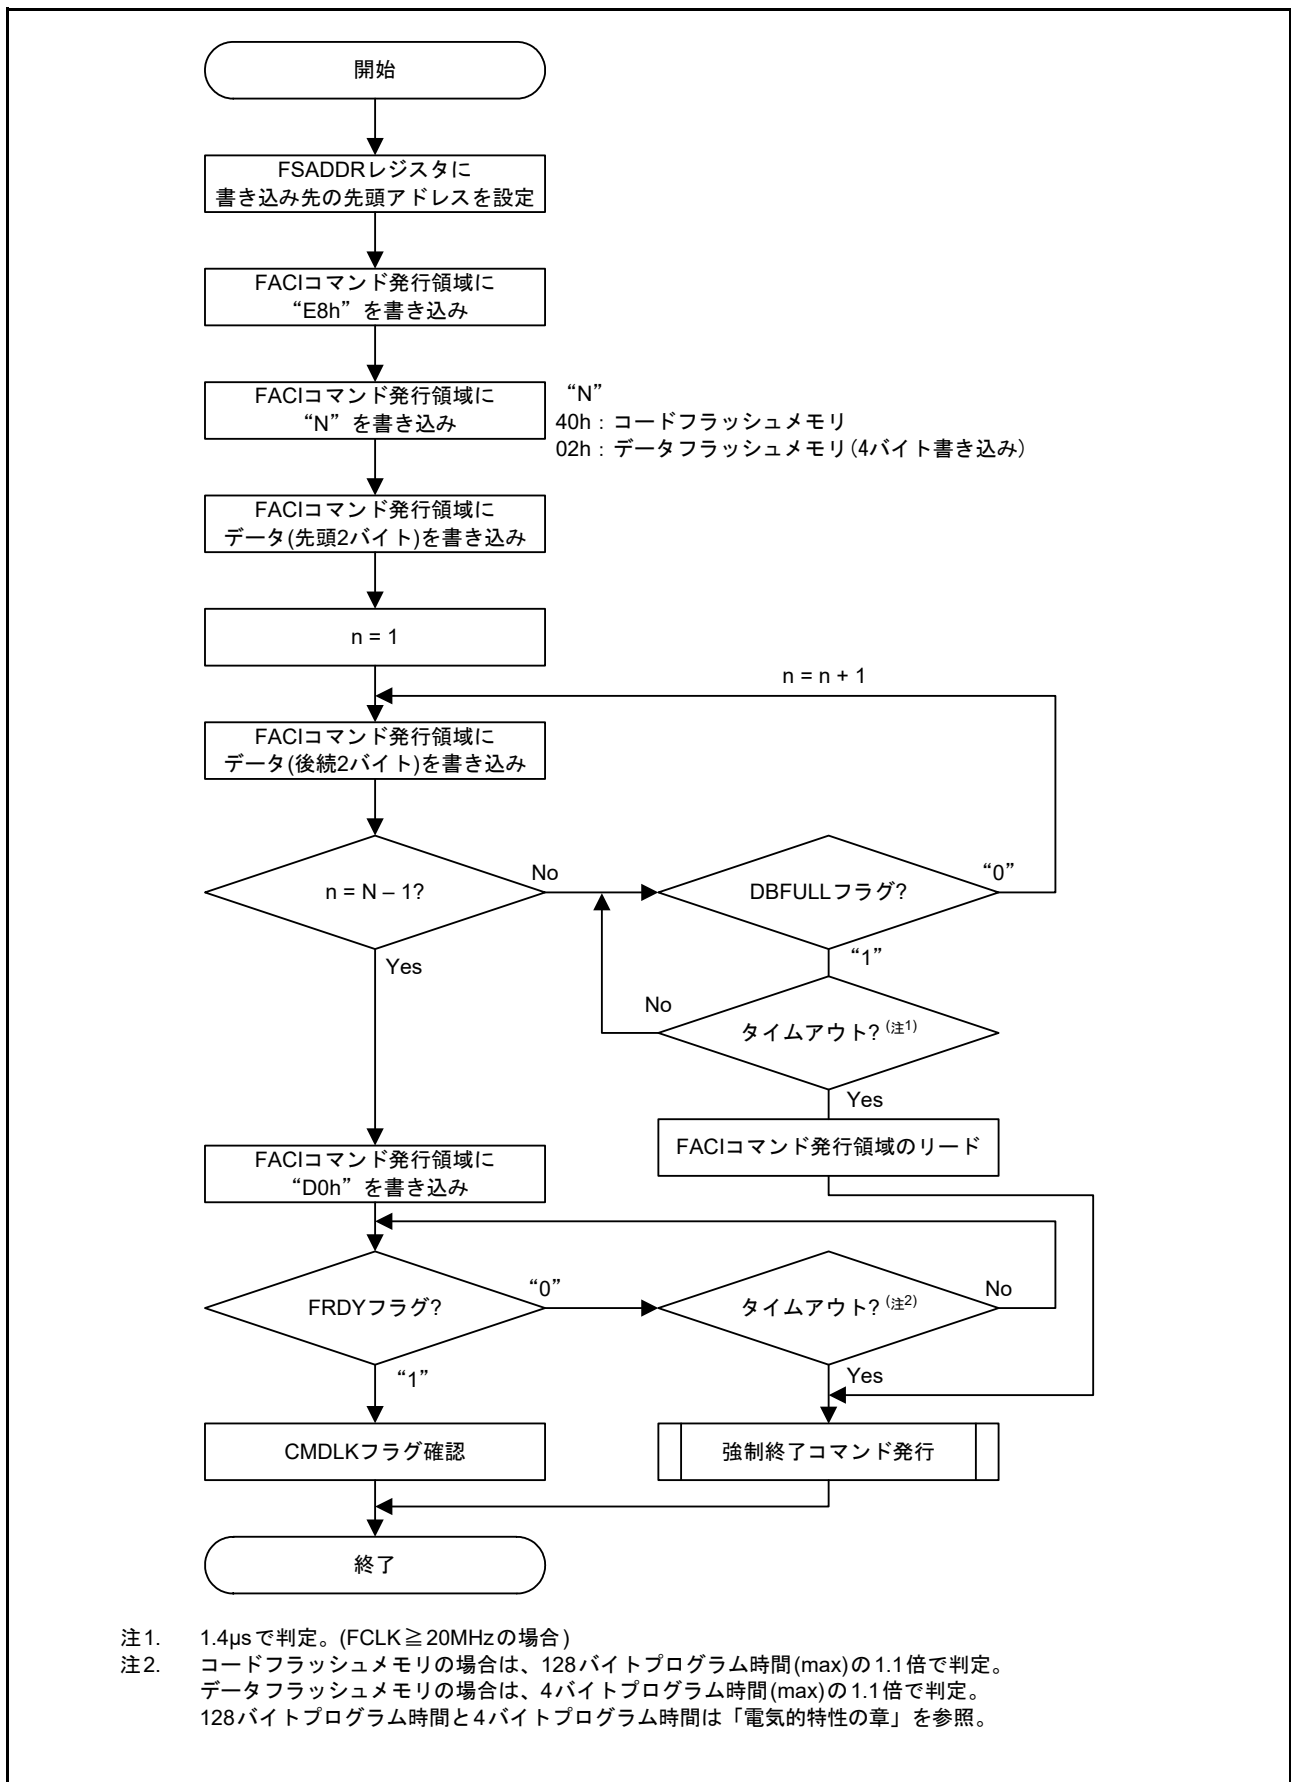 開始
FSADDRレジスタに
書き込み先の先頭アドレスを設定
FACIコマンド発行領域に
“E8h”を書き込み
FACIコマンド発行領域に
“N”を書き込み
“N”
40h：コードフラッシュメモリ
02h：データフラッシュメモリ(4バイト書き込み)
FACIコマンド発行領域に
データ(先頭2バイト)を書き込み
n = 1
n = n + 1
FACIコマンド発行領域に
データ(後続2バイト)を書き込み
n = N – 1?
No
DBFULLフラグ?
“0”
Yes
“1”
No
タイムアウト? (注1)
Yes
FACIコマンド発行領域のリード
FACIコマンド発行領域に
“D0h”を書き込み
FRDYフラグ?
“0”
タイムアウト? (注2)
No
“1”
Yes
CMDLKフラグ確認
強制終了コマンド発行
終了
注1. 1.4µsで判定。(FCLK≧20MHzの場合)
注2. コードフラッシュメモリの場合は、128バイトプログラム時間(max)の1.1倍で判定。
データフラッシュメモリの場合は、4バイトプログラム時間(max)の1.1倍で判定。
128バイトプログラム時間と4バイトプログラム時間は「電気的特性の章」を参照。